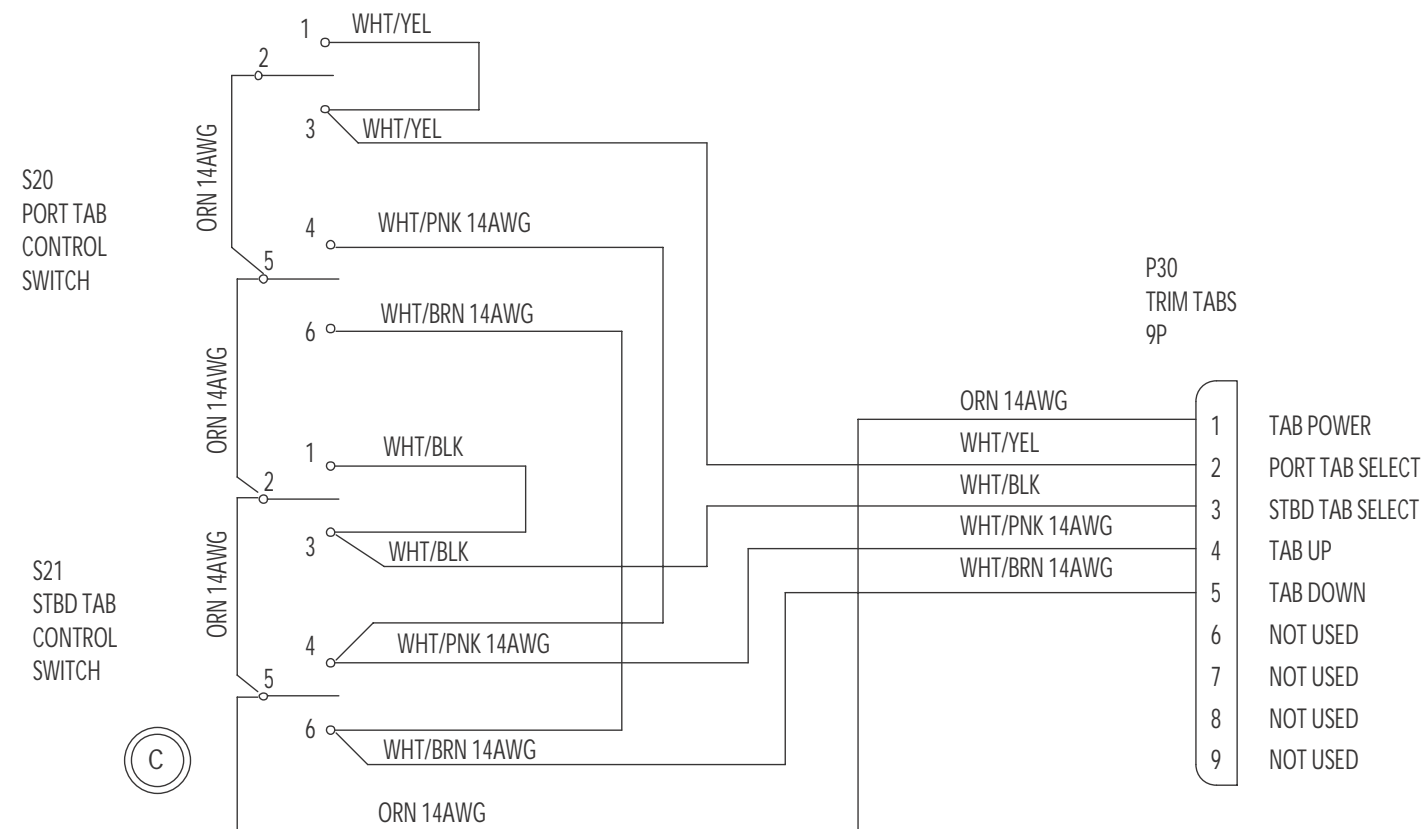 1
WHT/YEL
2
3
WHT/YEL
ORN 14AWG
S20
PORT TAB
CONTROL
SWITCH
4
WHT/PNK 14AWG
5
6
WHT/BRN 14AWG
ORN 14AWG
1
WHT/BLK
2
3
WHT/BLK
ORN 14AWG
S21
STBD TAB
CONTROL
SWITCH
4
WHT/PNK 14AWG
5
6
WHT/BRN 14AWG
C
ORN 14AWG
P30
TRIM TABS
9P
ORN 14AWG
1 TAB POWER
WHT/YEL
2 PORT TAB SELECT
WHT/BLK
3 STBD TAB SELECT
WHT/PNK 14AWG
4 TAB UP
WHT/BRN 14AWG
5 TAB DOWN
6 NOT USED
7 NOT USED
8 NOT USED
9 NOT USED